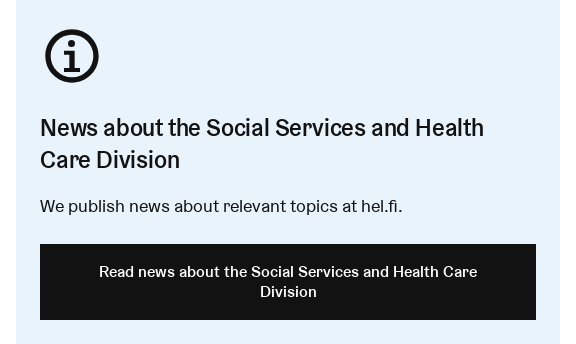 News about the Social Services and Health
Care Division
We publish news about relevant topics at hel.fi.
Read news about the Social Services and Health Care
Division